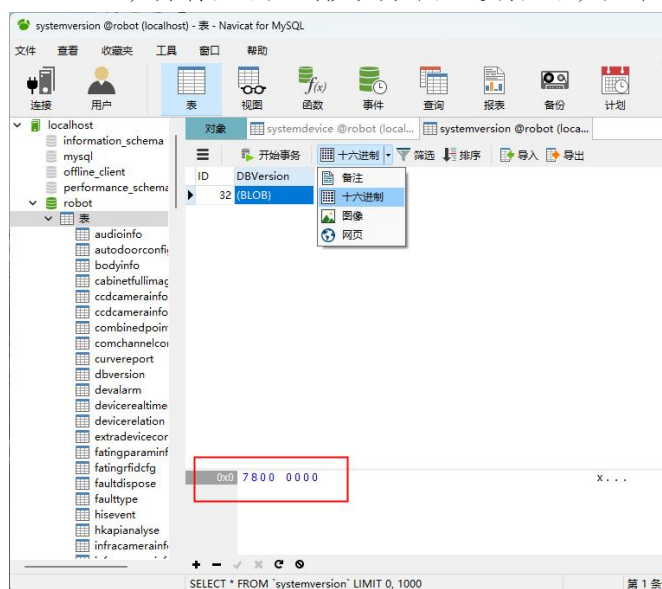 systemversion @robot (localhost) - 表 - Navicat for MySQL
文件 查看 收藏夹 工具 窗口 帮助
连接 用户 表 视图 函数 事件 查询 报表 备份 计划
localhost
information_schema
mysql
offline_client
performance_schema
robot
表
audioinfo
autodoorconfi
bodyinfo
cabinetfullimag
ccdcamerainfo
ccdcamerainfo
combinedpoin
comchannelco
curvereport
dbversion
devalarm
devicerealtime
devicerelation
extradevicecor
fatingparaminf
fatingrfidcfg
faultdispose
faulttype
hisevent
hkapianalyse
infracamerainf
对象 systemdevice @robot (local... systemversion @robot (loca...
开始事务 十六进制 筛选 排序 导入 导出
ID DBVersion
32 (BLOB)
备注
十六进制
图像
网页
0x0 7800 0000 x...
SELECT * FROM `systemversion` LIMIT 0, 1000 第 1 条